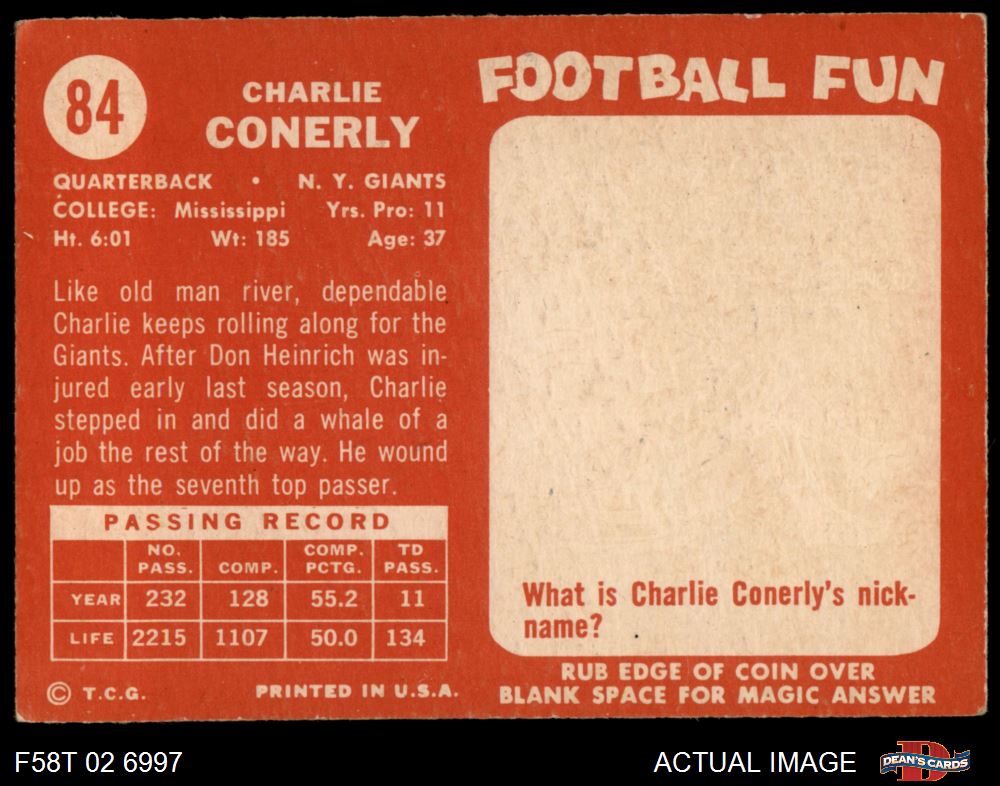 84
CHARLIE
CONERLY
QUARTERBACK • N. Y. GIANTS
COLLEGE: Mississippi Yrs. Pro: 11
Ht. 6:01 Wt: 185 Age: 37
Like old man river, dependable
Charlie keeps rolling along for the
Giants. After Don Heinrich was in-
jured early last season, Charlie
stepped in and did a whale of a
job the rest of the way. He wound
up as the seventh top passer.
PASSING RECORD
NO. PASS. COMP. COMP. PCTG. TD PASS.
YEAR 232 128 55.2 11
LIFE 2215 1107 50.0 134
© T.C.G. PRINTED IN U.S.A.
FOOTBALL FUN
What is Charlie Conerly's nick-
name?
RUB EDGE OF COIN OVER
BLANK SPACE FOR MAGIC ANSWER
F58T 02 6997
ACTUAL IMAGE
D
DEAN'S CARDS